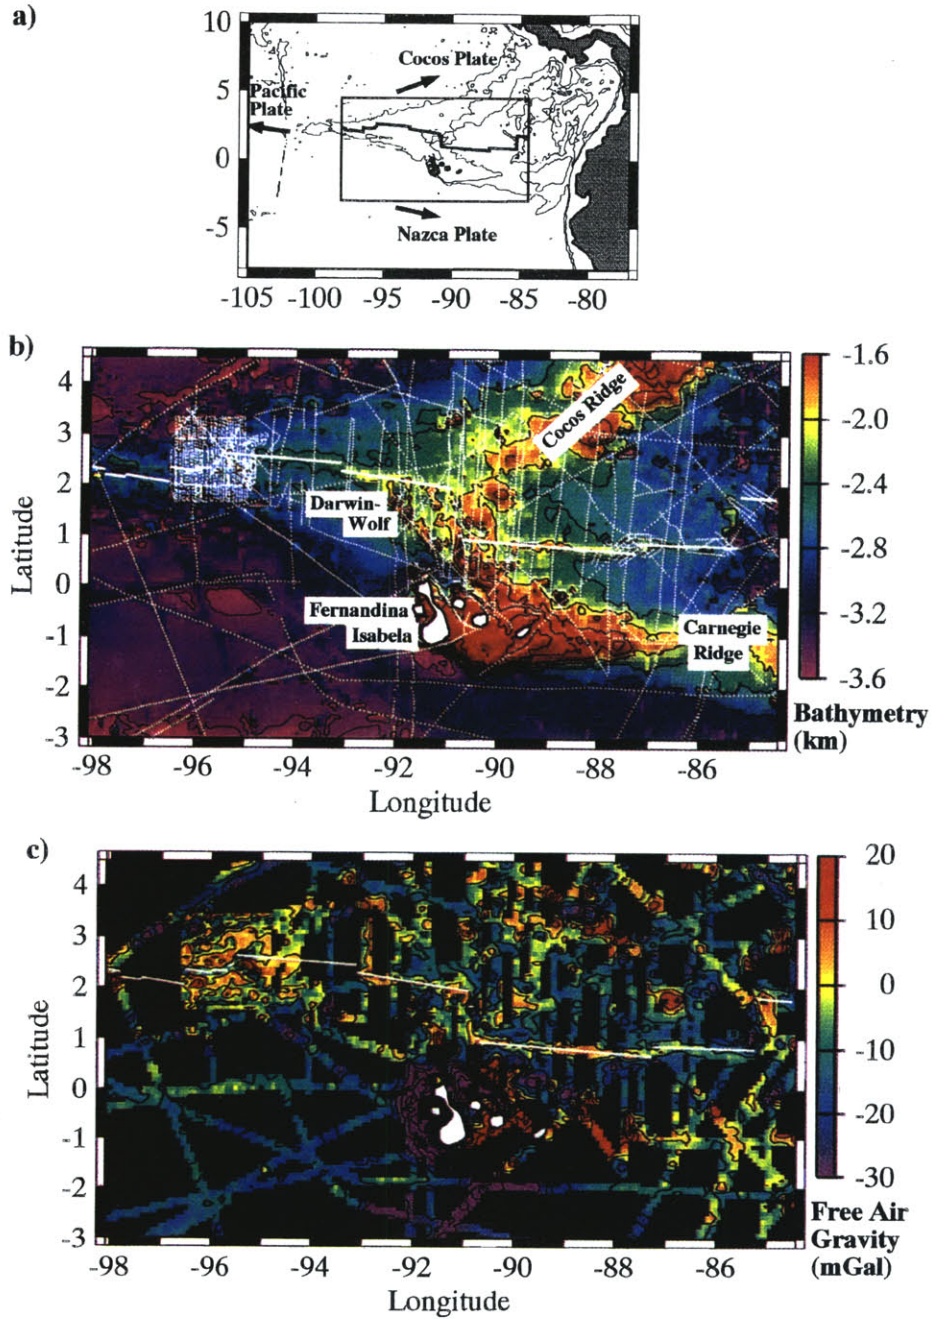 a)
10
5
0
-5
Cocos Plate
Pacific
Plate
Nazca Plate
-105 -100 -95 -90 -85 -80
b)
4
3
2
1
0
-1
-2
-3
Latitude
Cocos Ridge
Darwin-
Wolf
Fernandina
Isabela
Carnegie
Ridge
-98 -96 -94 -92 -90 -88 -86
Longitude
-1.6
-2.0
-2.4
-2.8
-3.2
-3.6
Bathymetry
(km)
c)
4
3
2
1
0
-1
-2
-3
Latitude
-98 -96 -94 -92 -90 -88 -86
Longitude
20
10
0
-10
-20
-30
Free Air
Gravity
(mGal)